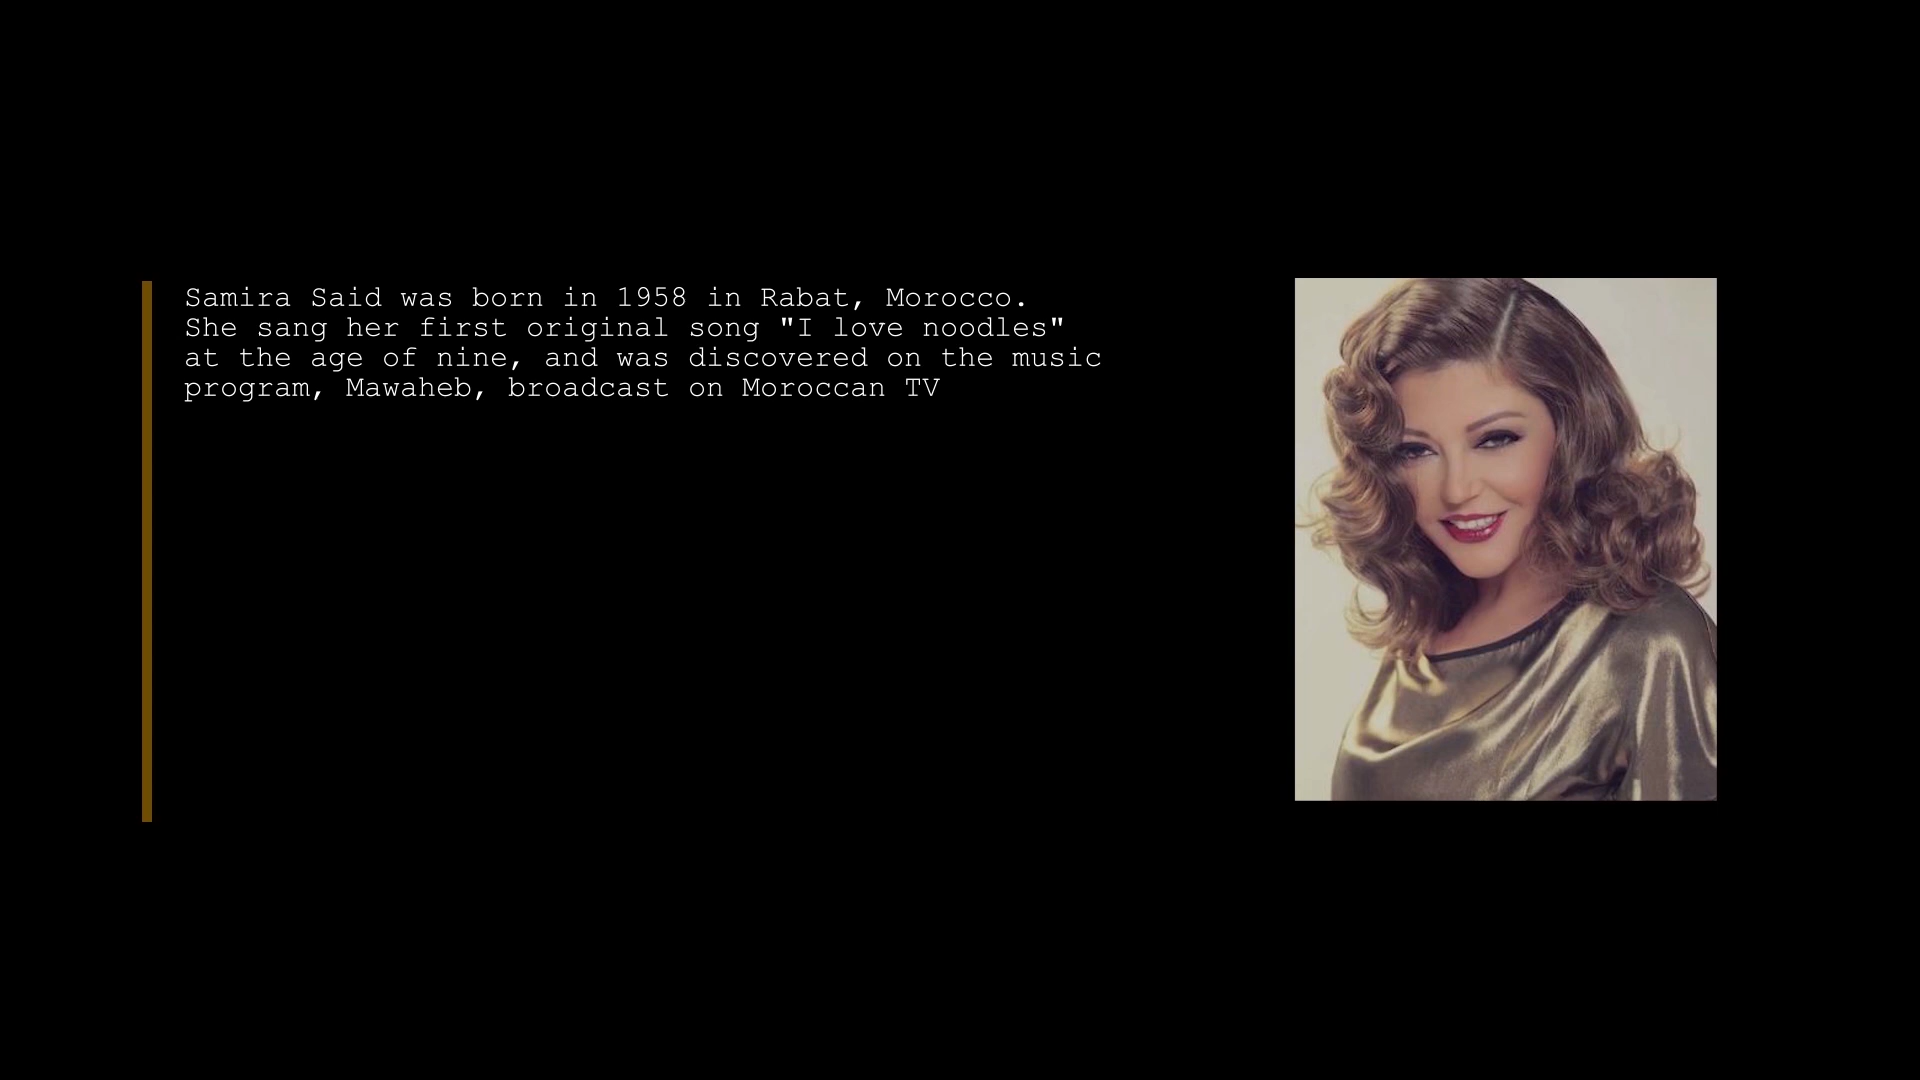 Samira Said was born in 1958 in Rabat, Morocco.
She sang her first original song "I love noodles"
at the age of nine, and was discovered on the music
program, Mawaheb, broadcast on Moroccan TV